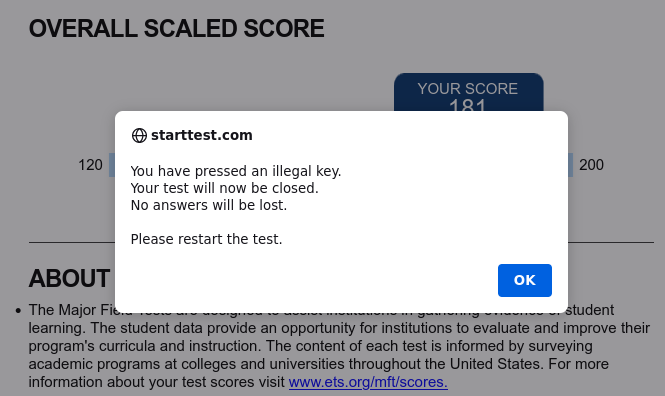 OVERALL SCALED SCORE
YOUR SCORE
181
120
200
starttest.com
You have pressed an illegal key.
Your test will now be closed.
No answers will be lost.
Please restart the test.
OK
ABOUT
• The Major Field Tests are designed to assist institutions in gathering evidence of student
learning. The student data provide an opportunity for institutions to evaluate and improve their
program's curricula and instruction. The content of each test is informed by surveying
academic programs at colleges and universities throughout the United States. For more
information about your test scores visit www.ets.org/mft/scores.